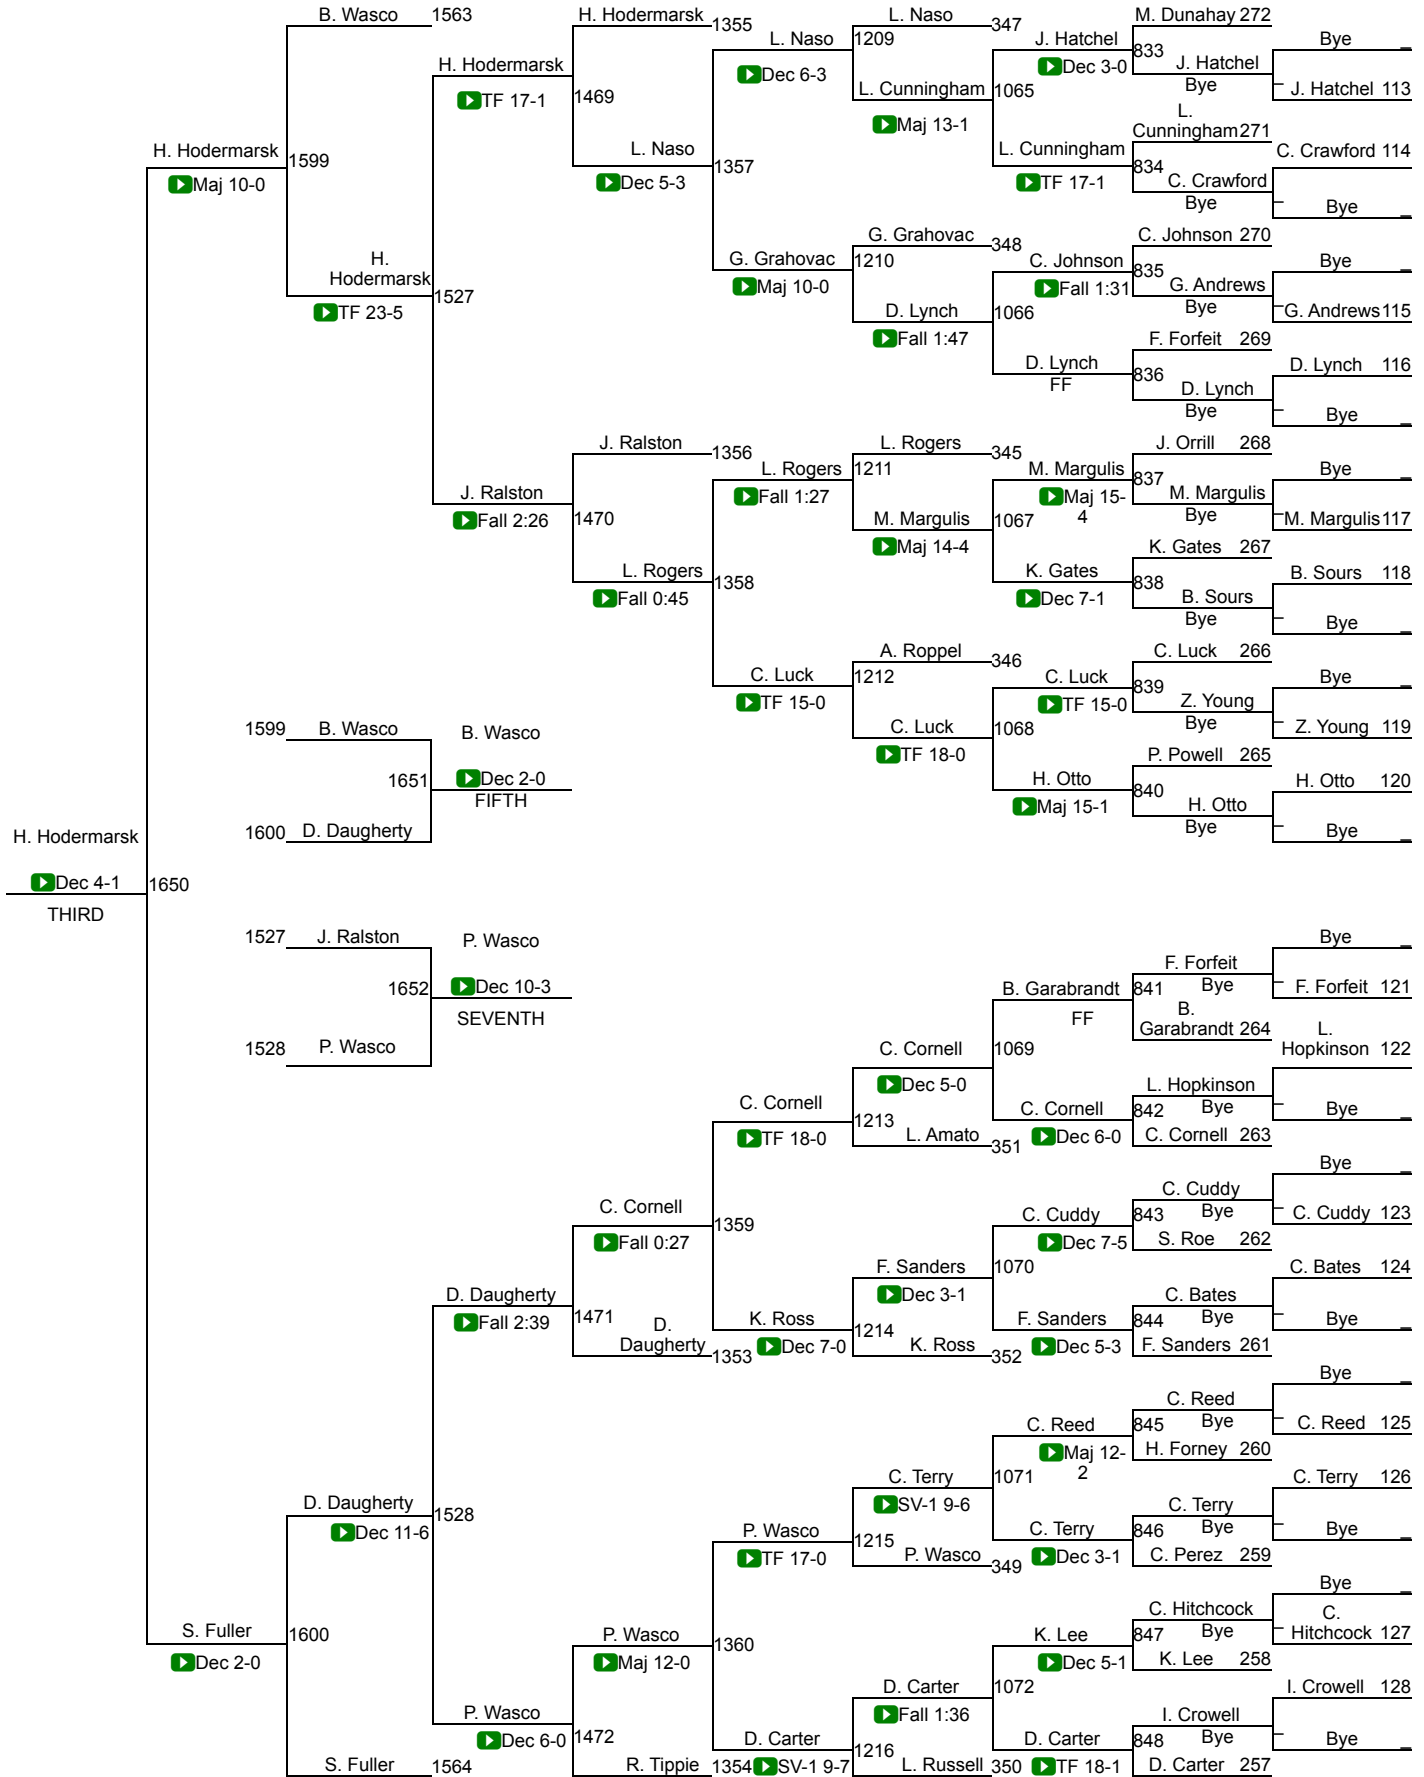 B. Wasco 1563
H. Hodermarsk 1355
L. Naso 347
M. Dunahay 272
Bye _
L. Naso 1209
J. Hatchel 833
Dec 3-0
J. Hatchel
Bye
J. Hatchel 113
H. Hodermarsk
TF 17-1
1469
Dec 6-3
L. Cunningham 1065
Maj 13-1
L.
Cunningham 271
C. Crawford 114
H. Hodermarsk 1599
Maj 10-0
L. Naso 1357
Dec 5-3
L. Cunningham 834
TF 17-1
C. Crawford
Bye
_ Bye _
G. Grahovac 348
C. Johnson 270
Bye _
H.
Hodermarsk 1527
TF 23-5
G. Grahovac 1210
Maj 10-0
C. Johnson 835
Fall 1:31
G. Andrews
Bye
_ G. Andrews 115
D. Lynch 1066
Fall 1:47
F. Forfeit 269
D. Lynch 836
FF
D. Lynch 116
D. Lynch
Bye
_ Bye _
J. Ralston 1356
L. Rogers 345
J. Orrill 268
Bye _
L. Rogers 1211
Fall 1:27
M. Margulis 837
Maj 15-
4
M. Margulis
Bye
_ M. Margulis 117
J. Ralston 1470
Fall 2:26
M. Margulis 1067
Maj 14-4
K. Gates 267
L. Rogers 1358
Fall 0:45
K. Gates 838
Dec 7-1
B. Sours 118
B. Sours
Bye
_ Bye _
A. Roppel 346
C. Luck 266
Bye _
C. Luck 1212
TF 15-0
C. Luck 839
TF 15-0
Z. Young
Bye
_ Z. Young 119
1599 B. Wasco
B. Wasco
C. Luck 1068
TF 18-0
P. Powell 265
1651
Dec 2-0
FIFTH
H. Otto 840
Maj 15-1
H. Otto 120
1600 D. Daugherty
H. Otto
Bye
_ Bye _
H. Hodermarsk
Dec 4-1
1650
THIRD
1527 J. Ralston
P. Wasco
Bye _
1652
Dec 10-3
SEVENTH
B. Garabrandt 841
FF
F. Forfeit
Bye
_ F. Forfeit 121
B.
Garabrandt 264
L.
Hopkinson 122
1528 P. Wasco
C. Cornell 1069
Dec 5-0
L. Hopkinson
Bye
_ Bye _
C. Cornell
TF 18-0
1213
L. Amato 351
C. Cornell 842
Dec 6-0
C. Cornell 263
Bye _
C. Cornell 1359
Fall 0:27
C. Cuddy 843
Dec 7-5
C. Cuddy
Bye
_ C. Cuddy 123
S. Roe 262
F. Sanders 1070
Dec 3-1
C. Bates 124
D. Daugherty
Fall 2:39
1471
D.
Daugherty 1353
K. Ross
Dec 7-0
1214
K. Ross 352
F. Sanders 844
Dec 5-3
C. Bates
Bye
_ Bye _
F. Sanders 261
Bye _
C. Reed 845
Maj 12-
2
C. Reed
Bye
_ C. Reed 125
H. Forney 260
D. Daugherty 1528
Dec 11-6
C. Terry 1071
SV-1 9-6
C. Terry 126
P. Wasco
TF 17-0
1215
P. Wasco 349
C. Terry 846
Dec 3-1
C. Terry
Bye
_ Bye _
C. Perez 259
Bye _
S. Fuller 1600
Dec 2-0
P. Wasco 1360
Maj 12-0
K. Lee 847
Dec 5-1
C. Hitchcock
Bye
C.
_ Hitchcock 127
K. Lee 258
D. Carter 1072
Fall 1:36
I. Crowell 128
P. Wasco
Dec 6-0
1472
D. Carter
SV-1 9-7
1216
D. Carter 848
TF 18-1
I. Crowell
Bye
_ Bye _
S. Fuller 1564
R. Tippie 1354
L. Russell 350
D. Carter 257